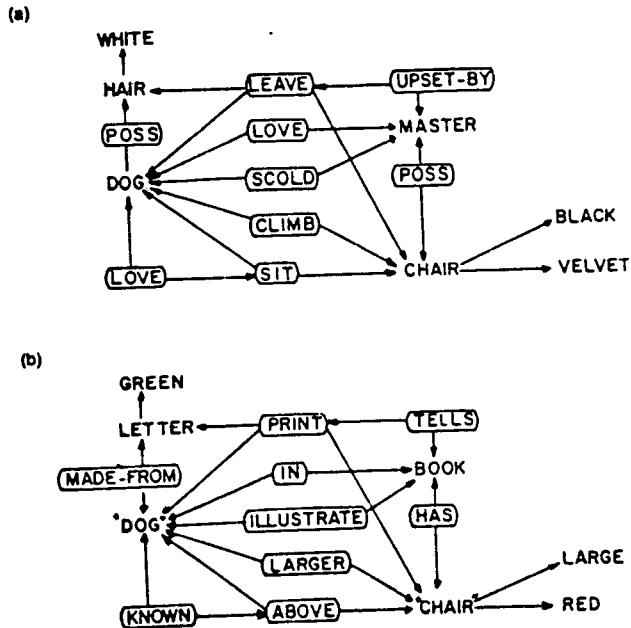 (a)
WHITE
HAIR LEAVE UPSET-BY
LOVE MASTER
POSS
SCOLD POSS
DOG
CLIMB
BLACK
LOVE SIT CHAIR VELVET
(b)
GREEN
LETTER PRINT TELLS
MADE-FROM IN BOOK
"DOG" ILLUSTRATE HAS
LARGER LARGE
KNOWN ABOVE "CHAIR" RED